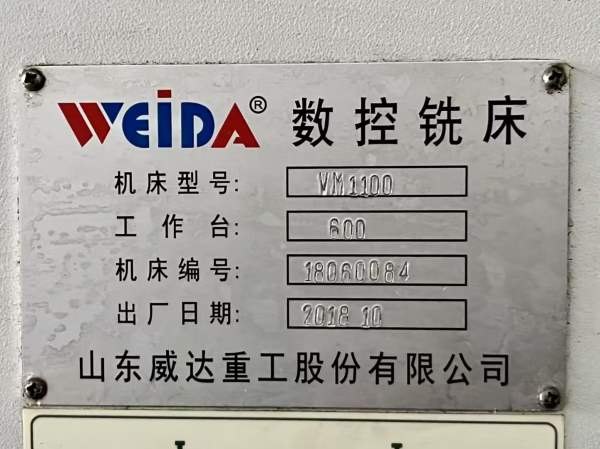 WEIDA® 数控铣床
机床型号: VM1100
工作台: 600
机床编号: 18060084
出厂日期: 2018 10
山东威达重工股份有限公司